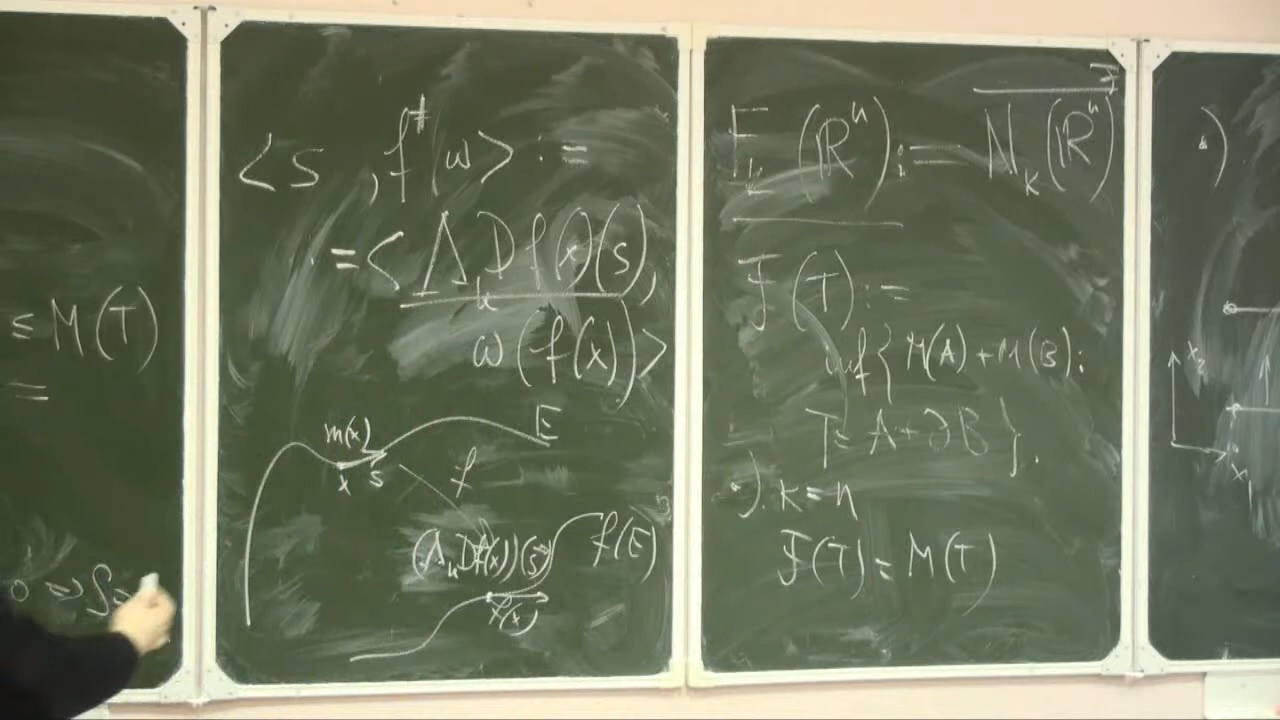 ≤ M(T)
=
<s, f^# ω> :=
:= <Λ_k Df(x)(s),
ω(f(x))>
m(x)
E
x
s
f
(Λ_k Df(x))(s)
f(E)
f(x)
F
F_k(ℝ^n) := N_k(ℝ^n)
F(T) :=
inf{ M(A) + M(B) :
T = A + ∂B }.
a). k = n
F(T) = M(T)
a)
x_2
x_1